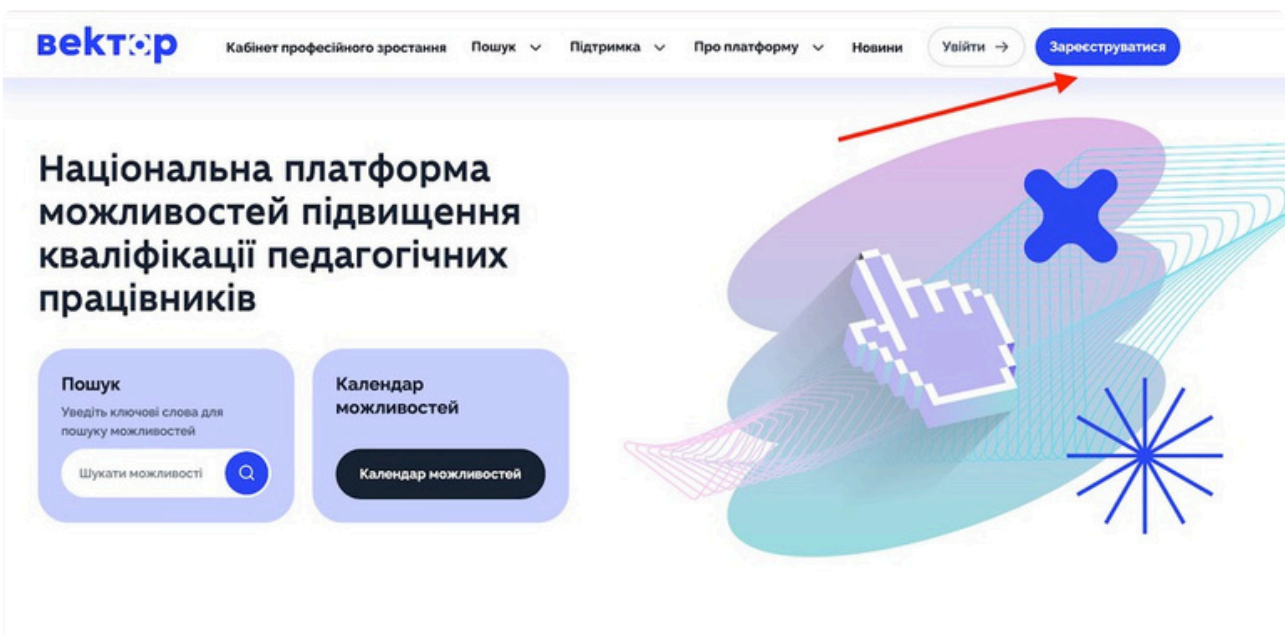 вектор
Кабінет професійного зростання Пошук Підтримка Про платформу Новини Увійти → Зареєструватися
Національна платформа
можливостей підвищення
кваліфікації педагогічних
працівників
Пошук
Уведіть ключові слова для
пошуку можливостей
Шукати можливості
Календар
можливостей
Календар можливостей